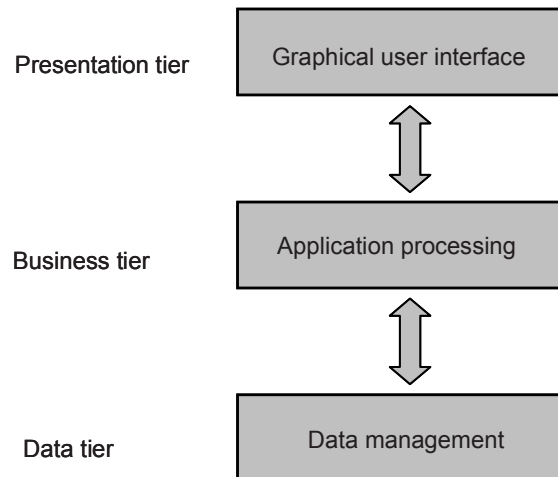 Presentation tier
Graphical user interface
Business tier
Application processing
Data tier
Data management